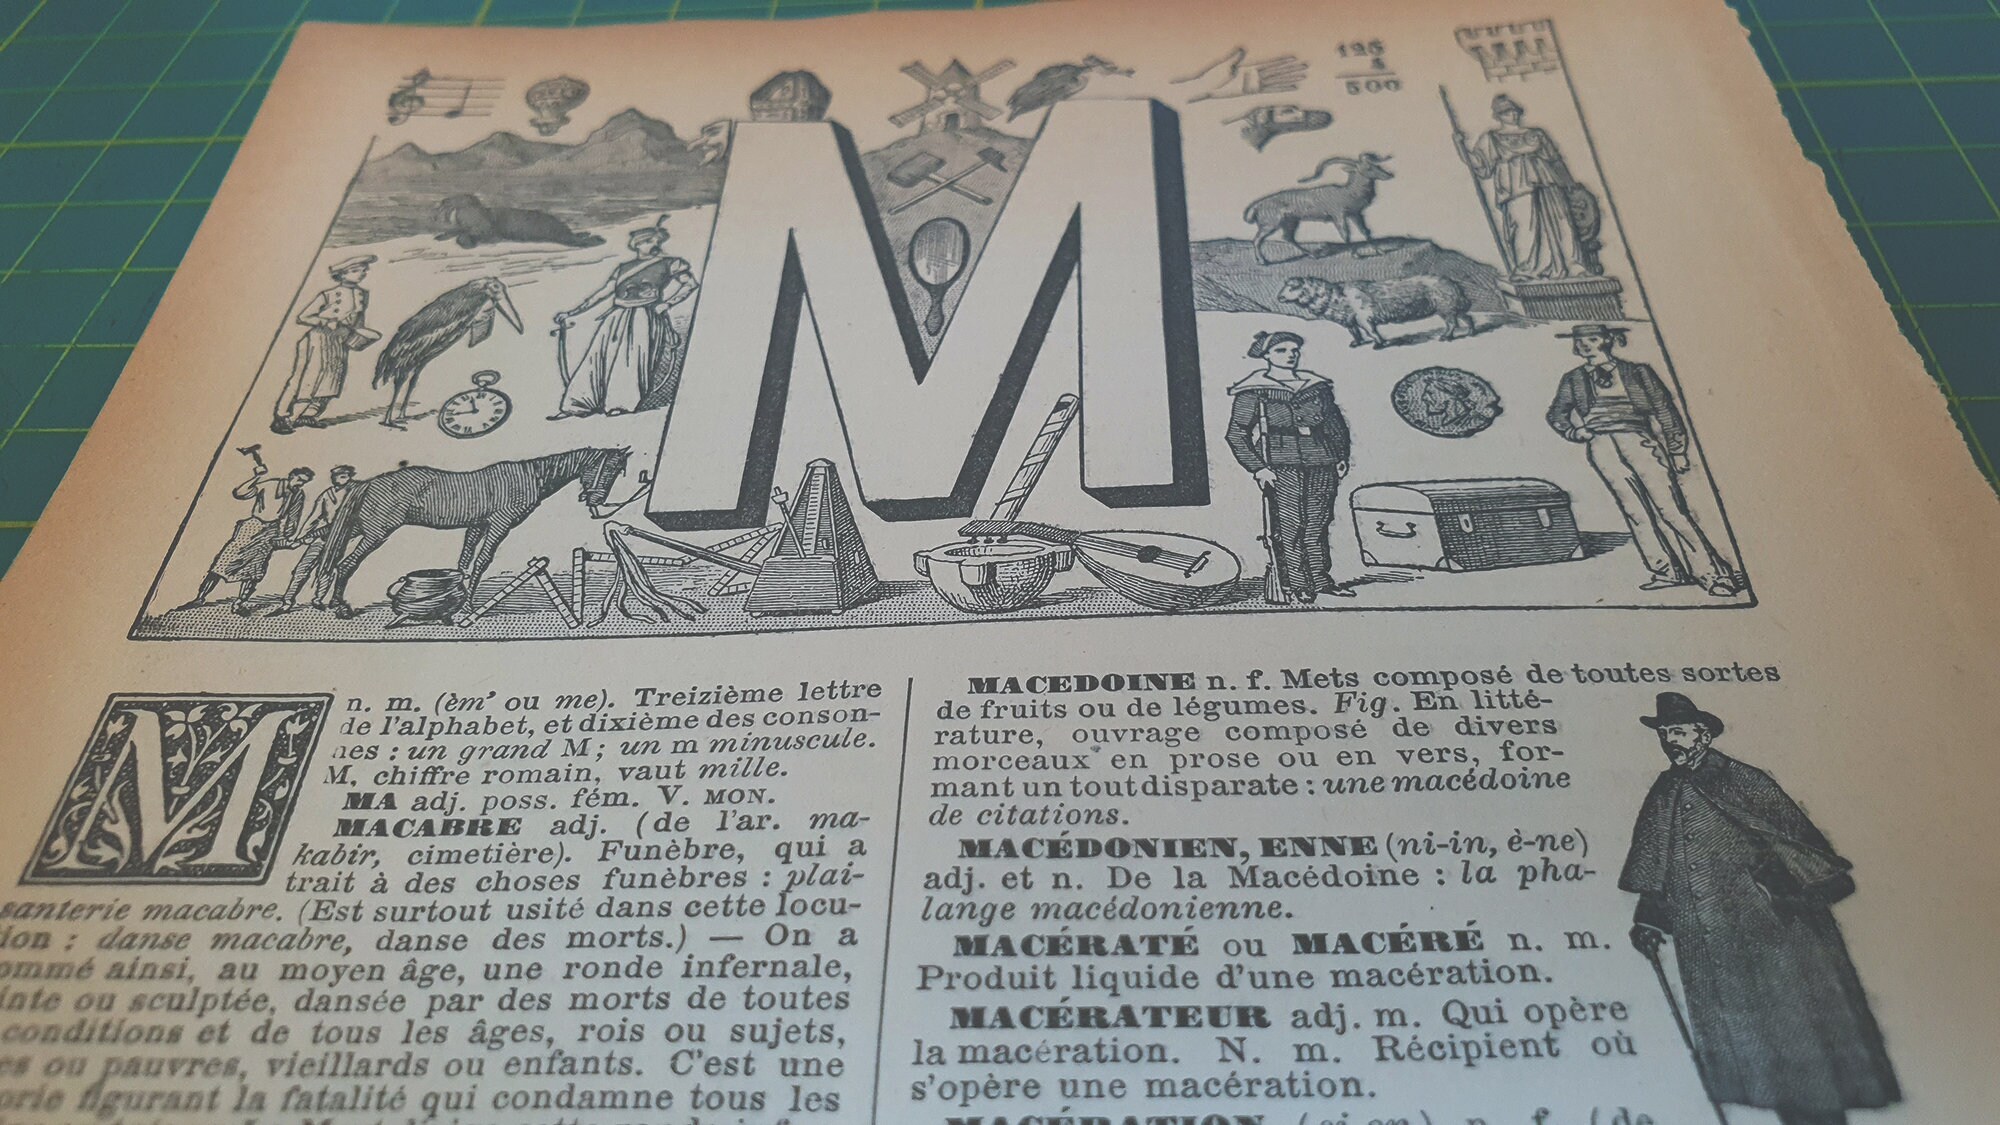 125
4
500
M
M
n. m. (èm' ou me). Treizième lettre
de l'alphabet, et dixième des conson-
nes : un grand M; un m minuscule.
M, chiffre romain, vaut mille.
MA adj. poss. fém. V. MON.
MACABRE adj. (de l'ar. ma-
kabir, cimetière). Funèbre, qui a
trait à des choses funèbres : plai-
santerie macabre. (Est surtout usité dans cette locu-
tion : danse macabre, danse des morts.) — On a
ommé ainsi, au moyen âge, une ronde infernale,
inte ou sculptée, dansée par des morts de toutes
conditions et de tous les âges, rois ou sujets,
es ou pauvres, vieillards ou enfants. C'est une
orie figurant la fatalité qui condamne tous les
MACEDOINE n. f. Mets composé de toutes sortes
de fruits ou de légumes. Fig. En litté-
rature, ouvrage composé de divers
morceaux en prose ou en vers, for-
mant un tout disparate : une macédoine
de citations.
MACÉDONIEN, ENNE (ni-in, è-ne)
adj. et n. De la Macédoine : la pha-
lange macédonienne.
MACÉRATÉ ou MACÉRÉ n. m.
Produit liquide d'une macération.
MACÉRATEUR adj. m. Qui opère
la macération. N. m. Récipient où
s'opère une macération.
MACÉRATION (si-on) n. f. (de